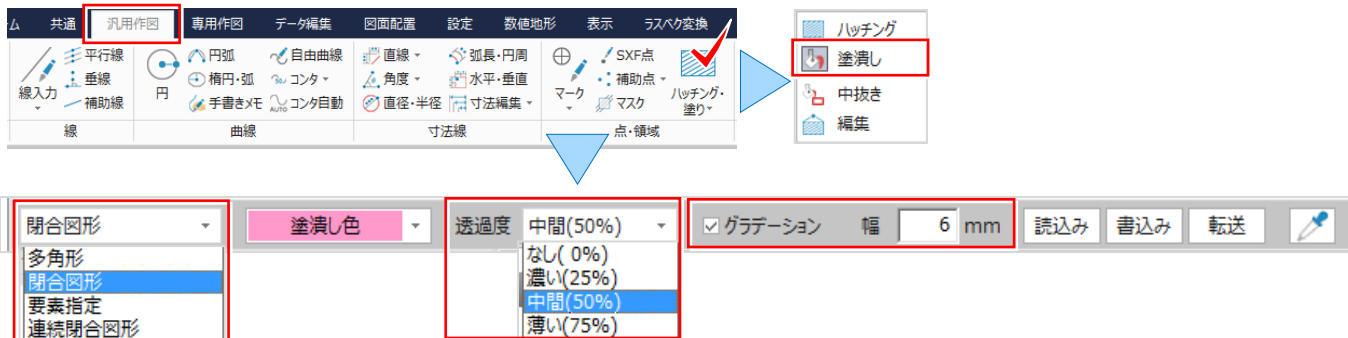 ム 共通 汎用作図 専用作図 データ編集 図面配置 設定 数値地形 表示 ラスベク変換
平行線 円弧 自由曲線 直線 弧長・円周 SXF点
垂線 楕円・弧 コンタ 角度 水平・垂直 補助点
線入力 補助線 円 手書きメモ AUTO コンタ自動 直径・半径 寸法編集 マーク マスク ハッチング・塗り
線 曲線 寸法線 点・領域
ハッチング
塗潰し
中抜き
編集
閉合図形 塗潰し色 透過度 中間(50%) グラデーション 幅 6 mm 読込み 書込み 転送
多角形 なし( 0%)
閉合図形 濃い(25%)
要素指定 中間(50%)
連続閉合図形 薄い(75%)